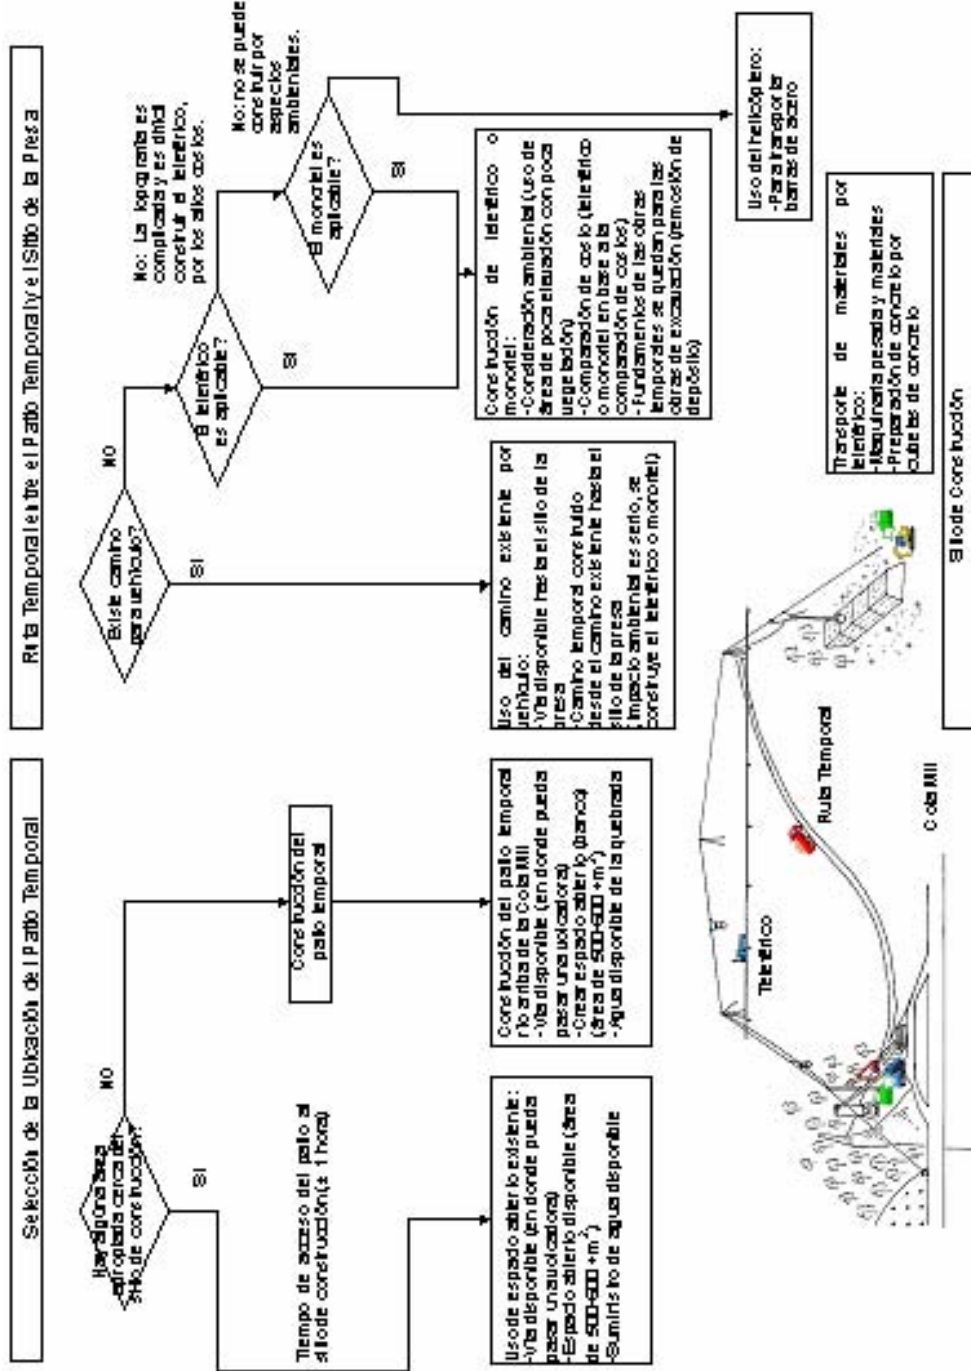 Selección de la Ubicación del Patio Temporal
Hay alguna área
apropiada cerca del
sitio de construcción?
NO
SI
Tiempo de acceso del patio al
sitio de construcción (± 1 hora)
Construcción del
patio temporal
Uso de espacio abierto existente:
-Vía disponible (en donde pueda
pasar una volcadora)
-Espacio abierto disponible (área
de 500-600 +m²)
-Suministro de agua disponible
Construcción del patio temporal
río arriba de la Cola Mil
-Vía disponible (en donde pueda
pasar una volcadora)
-Crear espacio abierto (banco)
(área de 500-600 +m²)
-Agua disponible de la quebrada
Ruta Temporal entre el Patio Temporal y el Sitio de la Presa
Existe camino
para vehículo?
NO
SI
El teleférico
es aplicable?
No: La topografía es
complicada y es difícil
construir el teleférico,
por los altos costos.
SI
El monoriel es
aplicable?
No: no se puede
construir por
aspectos
ambientales.
SI
Uso del camino existente por
vehículo:
-Vía disponible hasta el sitio de la
presa
-Camino temporal construido
desde el camino existente hasta el
sitio de la presa
impacto ambiental es serio, se
construye el teleférico o monoriel)
Construcción de teleférico o
monoriel:
-Consideración ambiental (uso de
área de poca elevación con poca
vegetación)
-Comparación de costo (teleférico
o monoriel en base a la
comparación de costos)
-Fundamentos de las obras
temporales se quedan para las
obras de excavación (remosión de
depósito)
Uso del helicóptero:
-Para transportar
barras de acero
Transporte de materiales por
teleférico:
-Maquinaria pesada y materiales
-Preparación de concreto por
cubetas de concreto
Teleférico
Ruta Temporal
Cola Mil
Sitio de Construcción